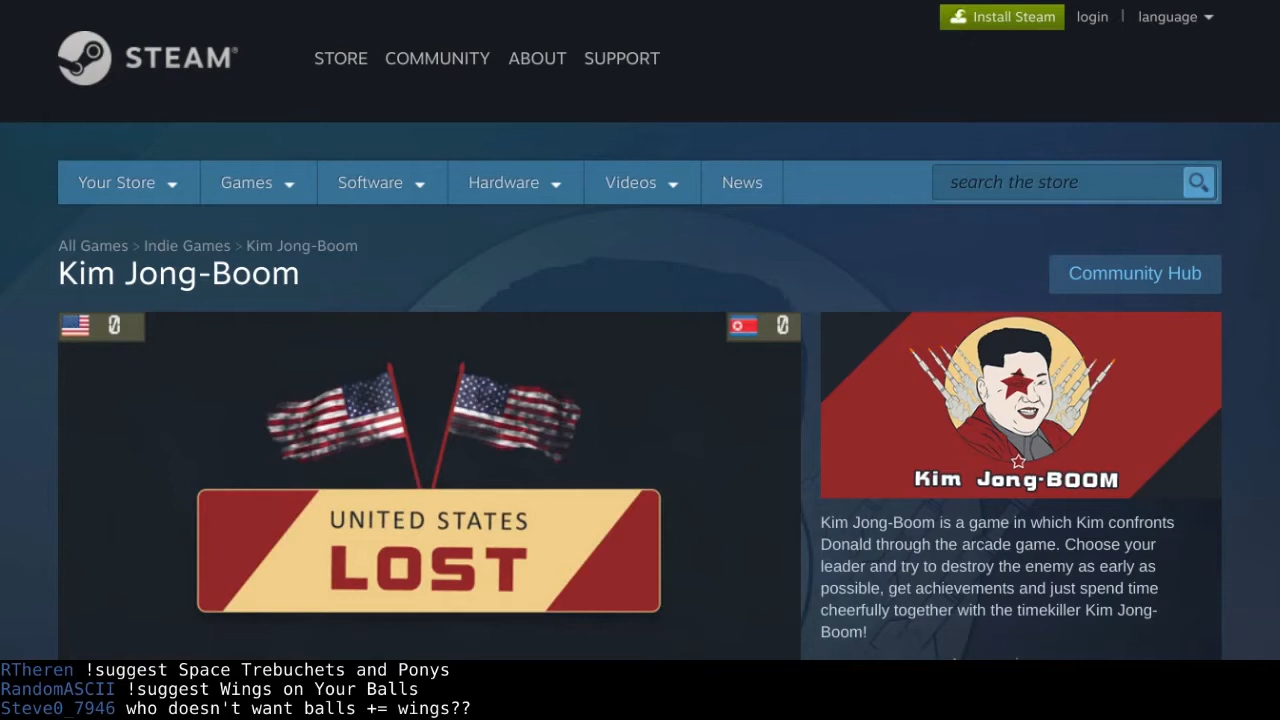 Install Steam
login
language
STEAM®
STORE
COMMUNITY
ABOUT
SUPPORT
Your Store
Games
Software
Hardware
Videos
News
search the store
All Games > Indie Games > Kim Jong-Boom
Kim Jong-Boom
Community Hub
0
0
UNITED STATES
LOST
Kim Jong-BOOM
Kim Jong-Boom is a game in which Kim confronts
Donald through the arcade game. Choose your
leader and try to destroy the enemy as early as
possible, get achievements and just spend time
cheerfully together with the timekiller Kim Jong-
Boom!
RTheren !suggest Space Trebuchets and Ponys
RandomASCII !suggest Wings on Your Balls
Steve0_7946 who doesn't want balls += wings??